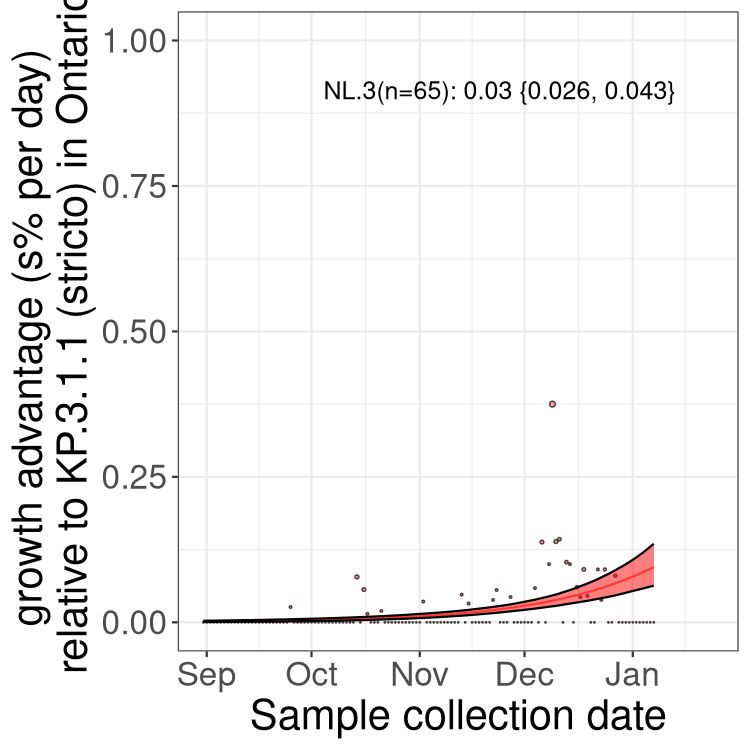 growth advantage (s% per day)
relative to KP.3.1.1 (stricto) in Ontario
1.00
0.75
0.50
0.25
0.00
NL.3(n=65): 0.03 {0.026, 0.043}
Sep Oct Nov Dec Jan
Sample collection date